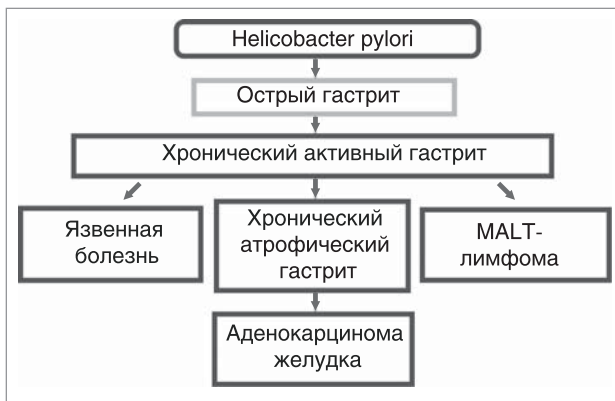 Helicobacter pylori
Острый гастрит
Хронический активный гастрит
Язвенная
болезнь
Хронический
атрофический
гастрит
MALT-
лимфома
Аденокарцинома
желудка